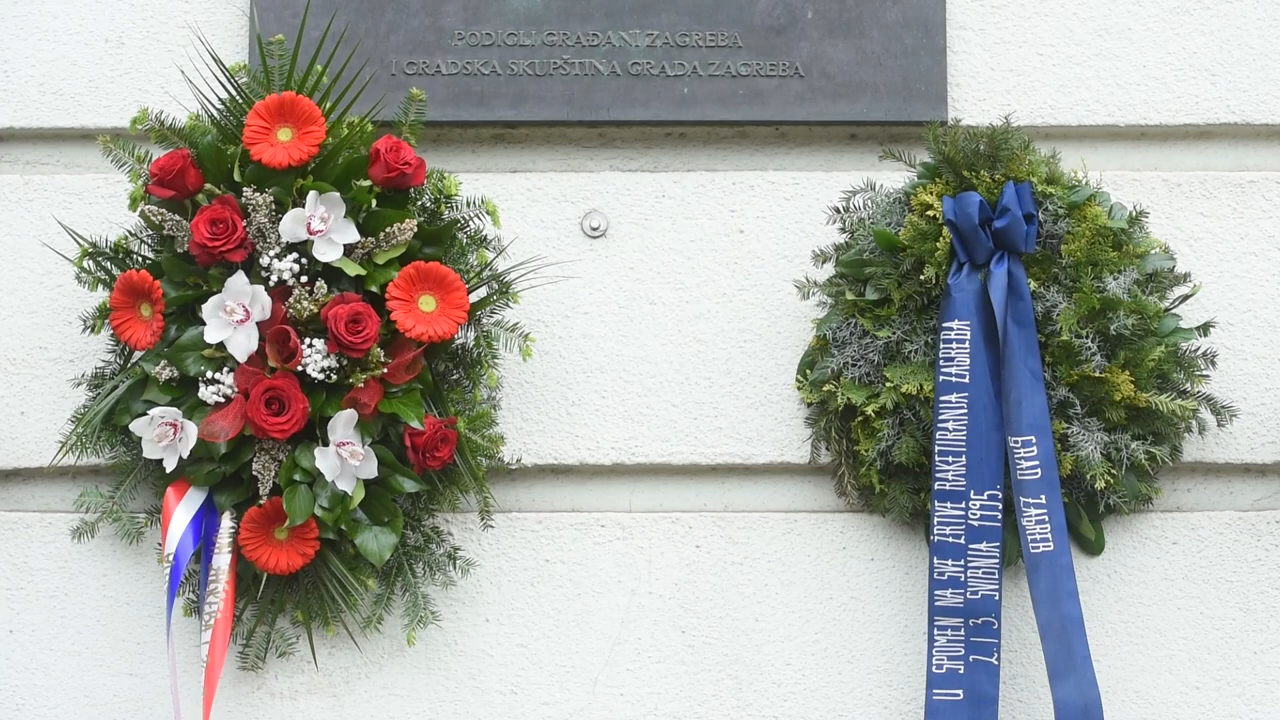 PODIGLI GRAĐANI ZAGREBA
I GRADSKA SKUPŠTINA GRADA ZAGREBA
U SPOMEN NA SVE ŽRTVE RAKETIRANJA ZAGREBA
2. I 3. SVIBNJA 1995.
GRAD ZAGREB